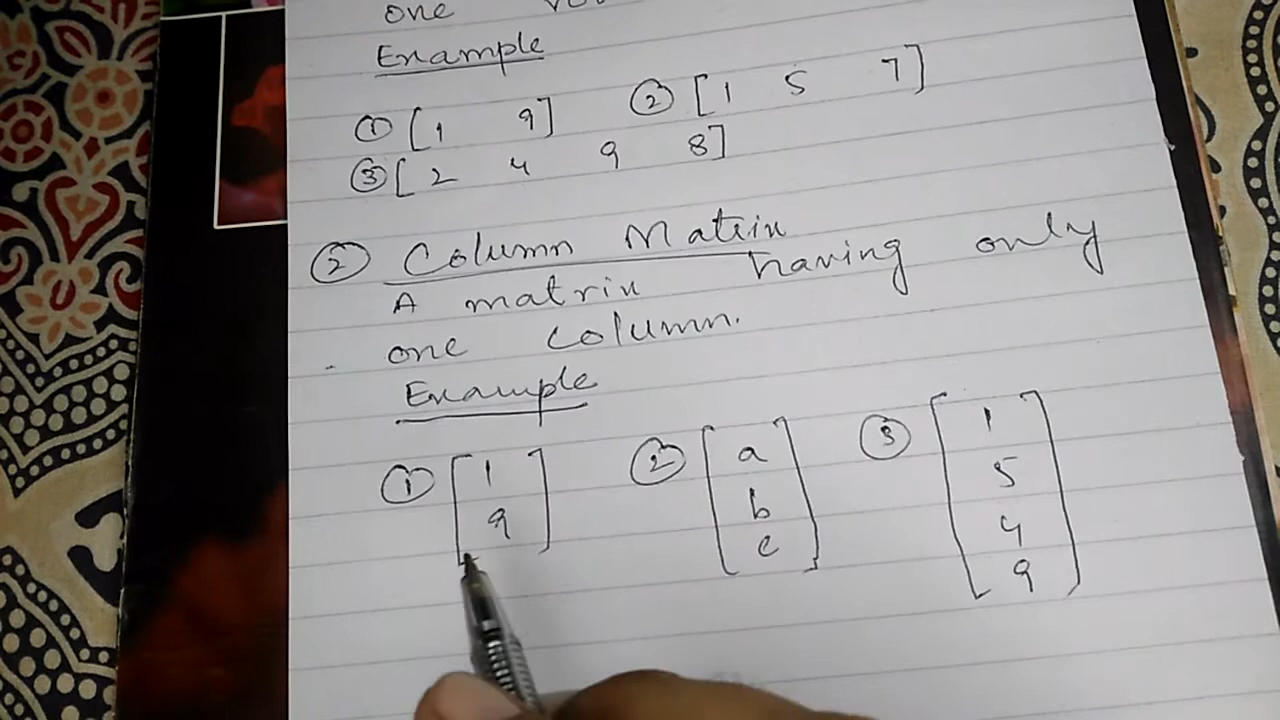 one
Example
① [1 9] ② [1 5 7]
③ [2 4 9 8]
② Column Matrix
A matrix having only
one column.
Example
① [1 ② [a ③ [1
9] b 5
c] 4
9]